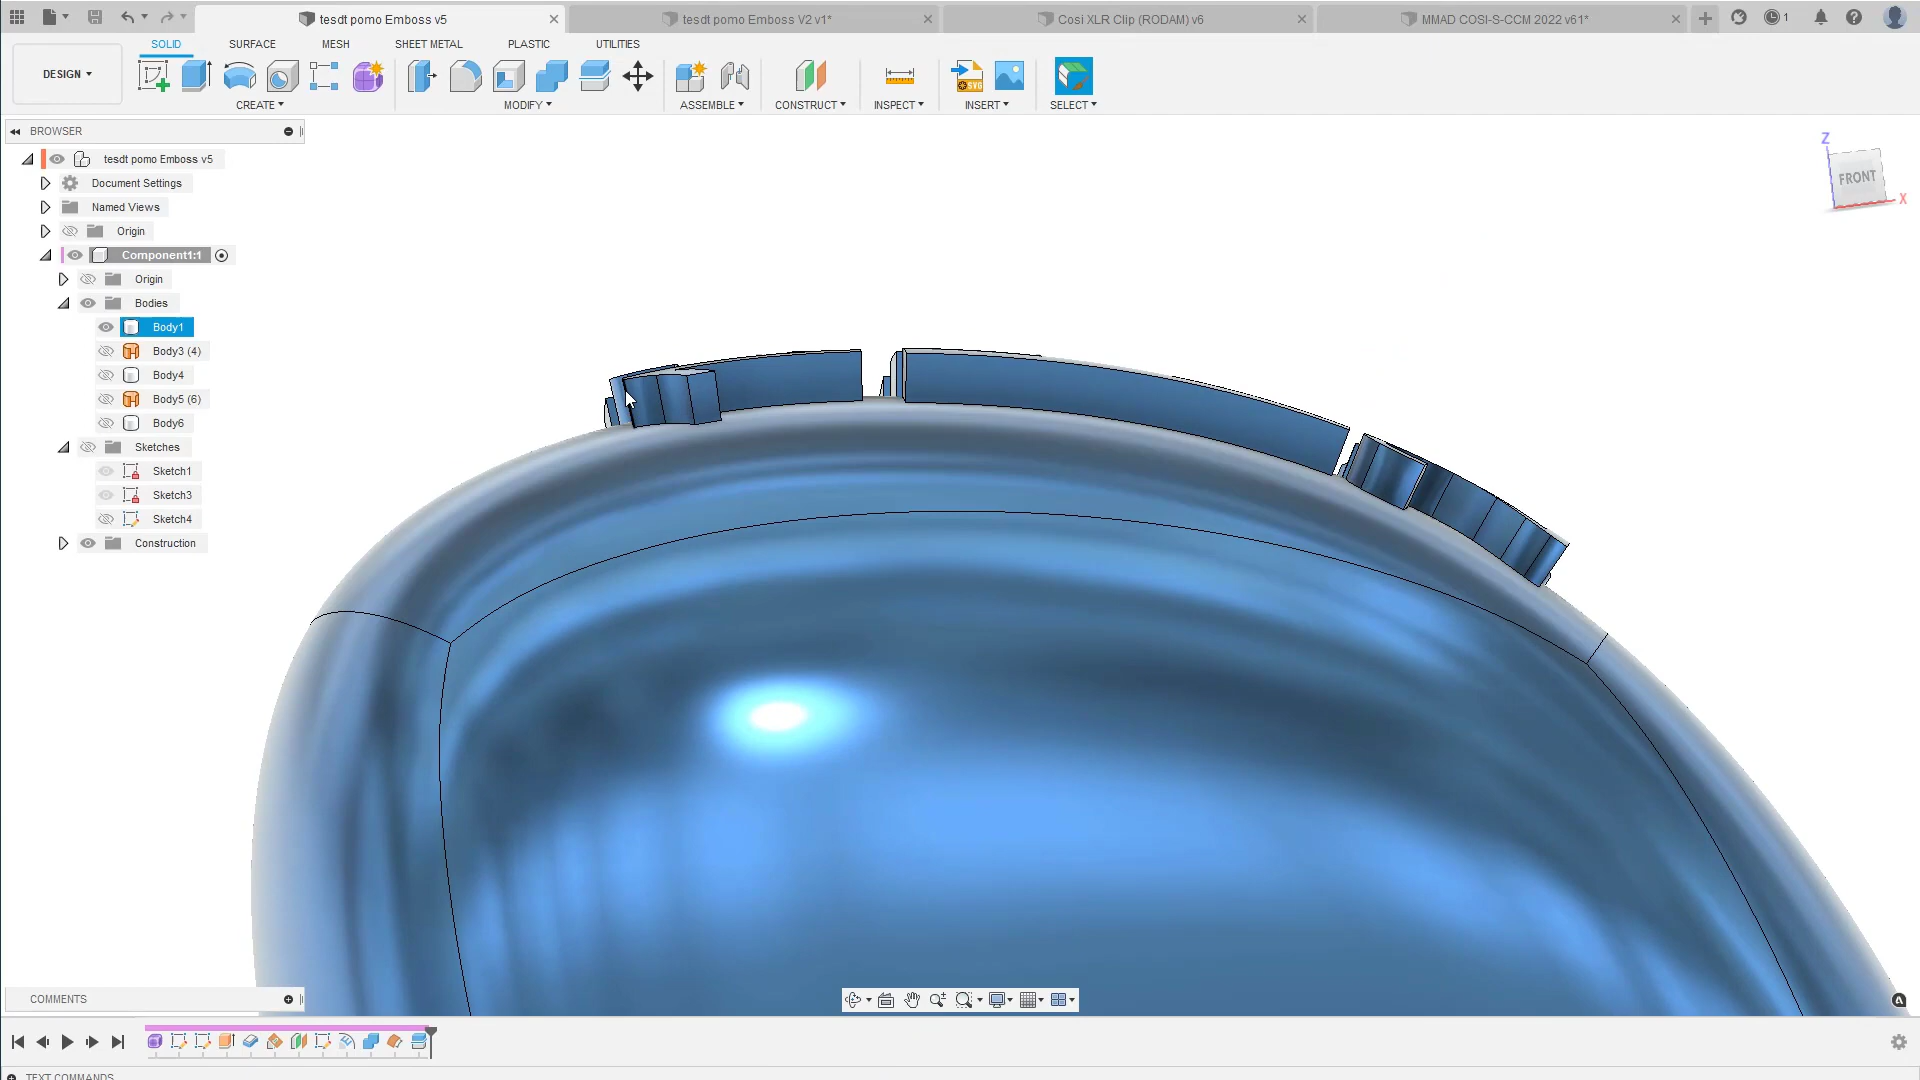 tesdt pomo Emboss v5
tesdt pomo Emboss V2 v1*
Cosi XLR Clip (RODAM) v6
MMAD COSI-S-CCM 2022 v61*
1
SOLID
SURFACE
MESH
SHEET METAL
PLASTIC
UTILITIES
DESIGN
SVG
CREATE
MODIFY
ASSEMBLE
CONSTRUCT
INSPECT
INSERT
SELECT
BROWSER
tesdt pomo Emboss v5
Document Settings
Named Views
Origin
Component1:1
Origin
Bodies
Body1
Body3 (4)
Body4
Body5 (6)
Body6
Sketches
Sketch1
Sketch3
Sketch4
Construction
Z
FRONT
X
COMMENTS
TEXT COMMANDS